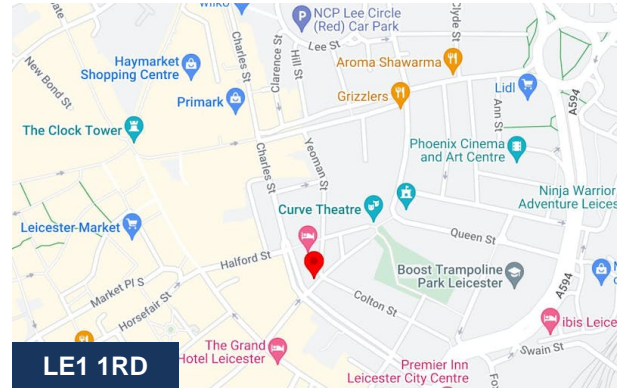 wilko
NCP Lee Circle
(Red) Car Park
Clyde St
Lee St
Charles St
Clarence St
Hill St
Haymarket
Shopping Centre
New Bond St
Aroma Shawarma
Primark
Grizzlers
Lidl
A594
Ann St
The Clock Tower
Phoenix Cinema
and Art Centre
Charles St
Yeoman St
Ninja Warrior
Adventure Leices
Curve Theatre
Leicester Market
Queen St
Halford St
Boost Trampoline
Park Leicester
A594
Market Pl S
Horsefair St
Colton St
ibis Leice
The Grand
Hotel Leicester
Swain St
Premier Inn
Leicester City Centre
LE1 1RD